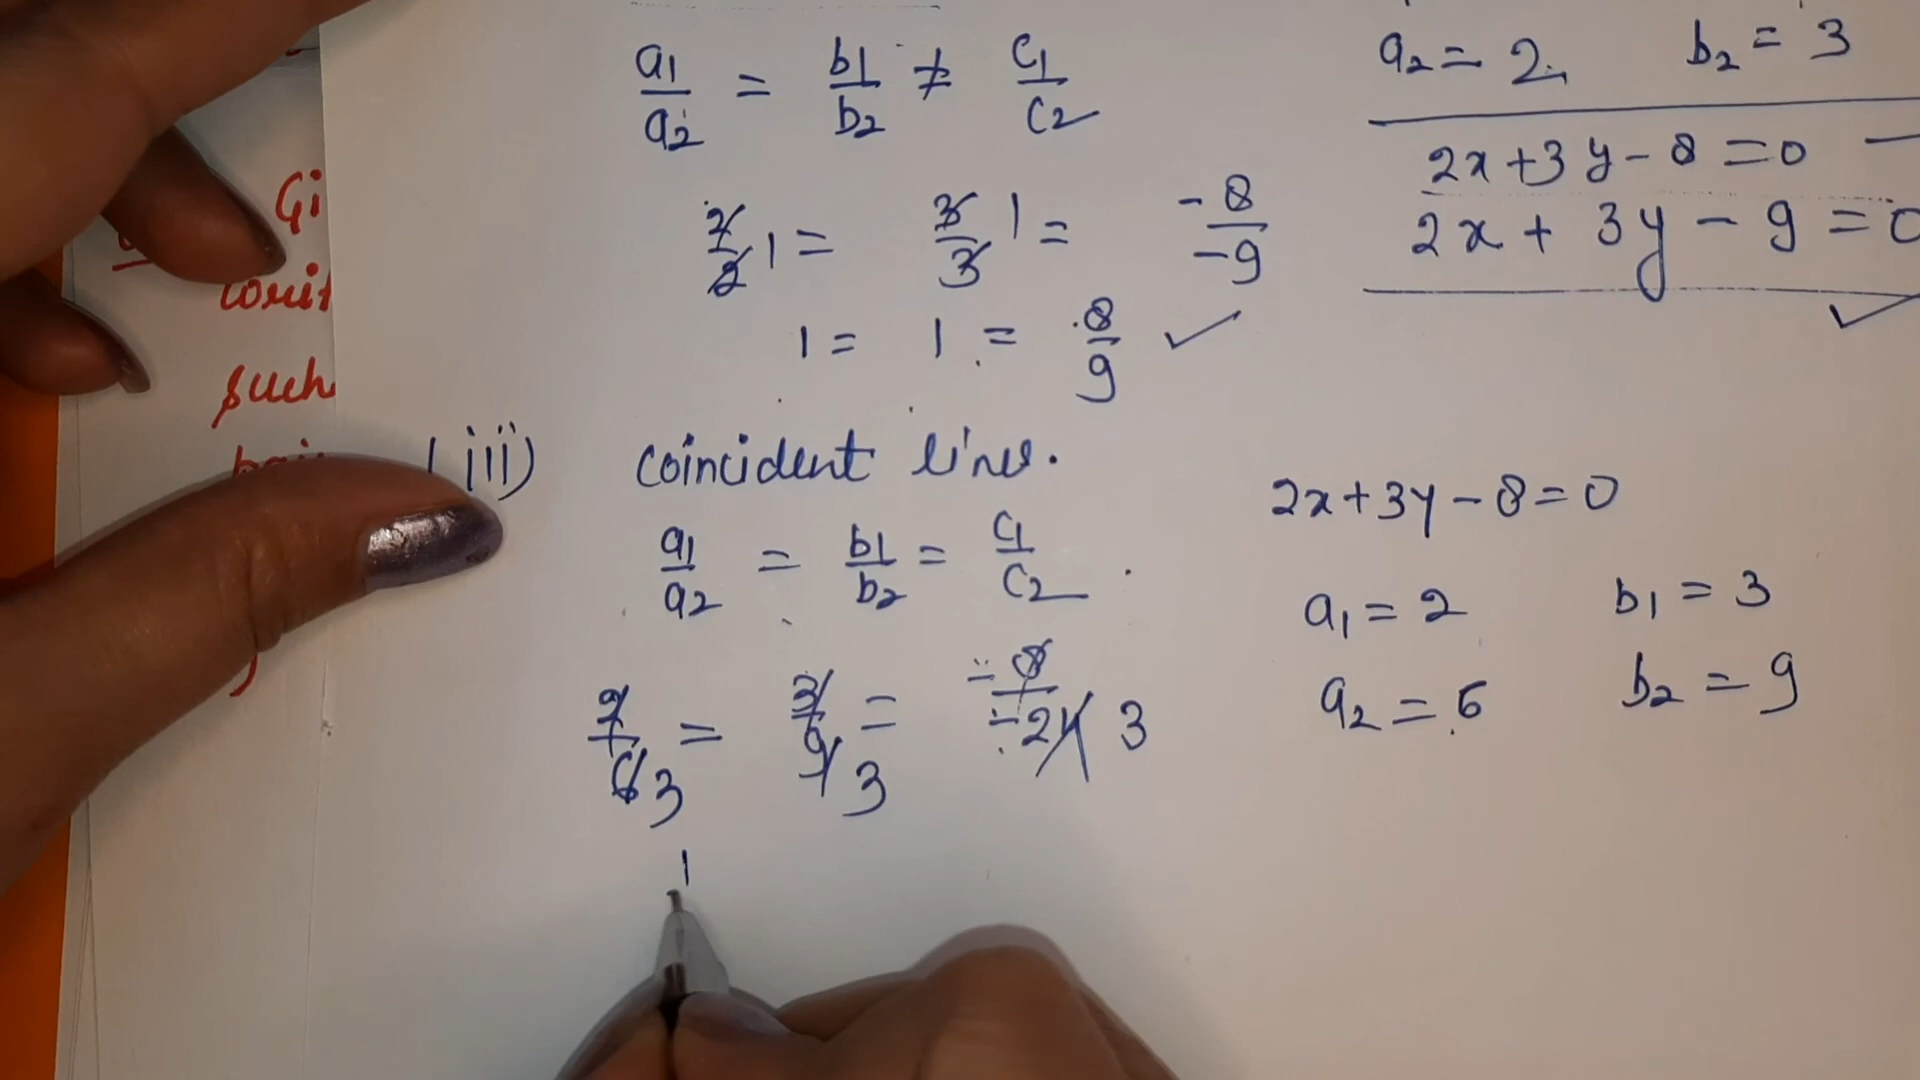 a1/a2 = b1/b2 ≠ c1/c2
2/2 1 = 3/3 1 = -8/-9
1 = 1 = 8/9 ✓
(iii) coincident lines.
a1/a2 = b1/b2 = c1/c2
2/6 3 = 3/9 3 = -8/-24 3
1
a2 = 2 b2 = 3
2x+3y-8=0 —
2x+3y-9=0
✓
2x+3y-8=0
a1=2 b1=3
a2=6 b2=9
Gi
writ
such